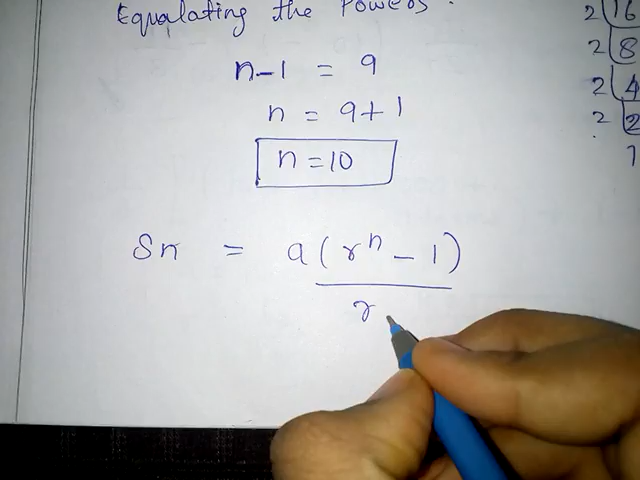 Equalating the Powers.
n-1 = 9
n = 9+1
n = 10
Sn = a(r^n - 1)
r
2 16
2 8
2 4
2 2
1